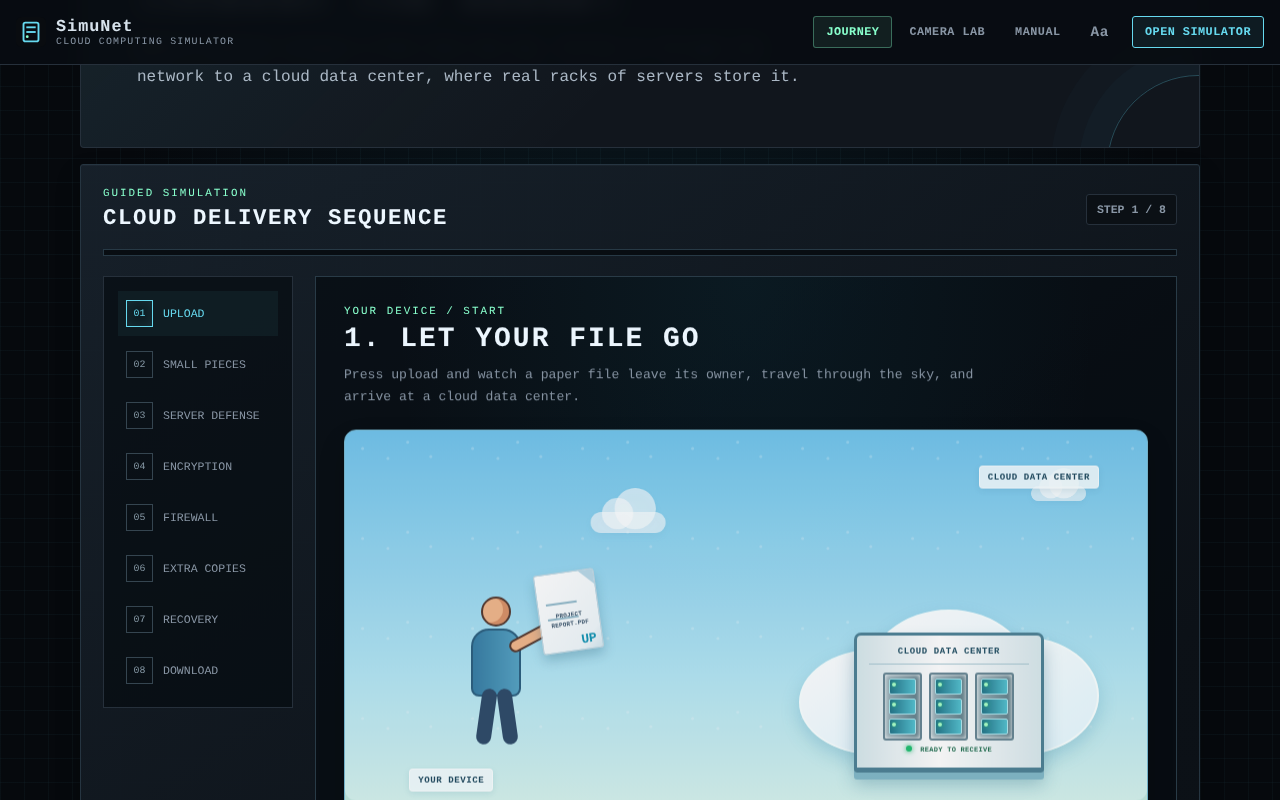 SimuNet
CLOUD COMPUTING SIMULATOR
JOURNEY
CAMERA LAB
MANUAL
Aa
OPEN SIMULATOR
network to a cloud data center, where real racks of servers store it.
GUIDED SIMULATION
CLOUD DELIVERY SEQUENCE
STEP 1 / 8
01 UPLOAD
02 SMALL PIECES
03 SERVER DEFENSE
04 ENCRYPTION
05 FIREWALL
06 EXTRA COPIES
07 RECOVERY
08 DOWNLOAD
YOUR DEVICE / START
1. LET YOUR FILE GO
Press upload and watch a paper file leave its owner, travel through the sky, and
arrive at a cloud data center.
CLOUD DATA CENTER
PROJECT
REPORT.PDF
UP
CLOUD DATA CENTER
READY TO RECEIVE
YOUR DEVICE